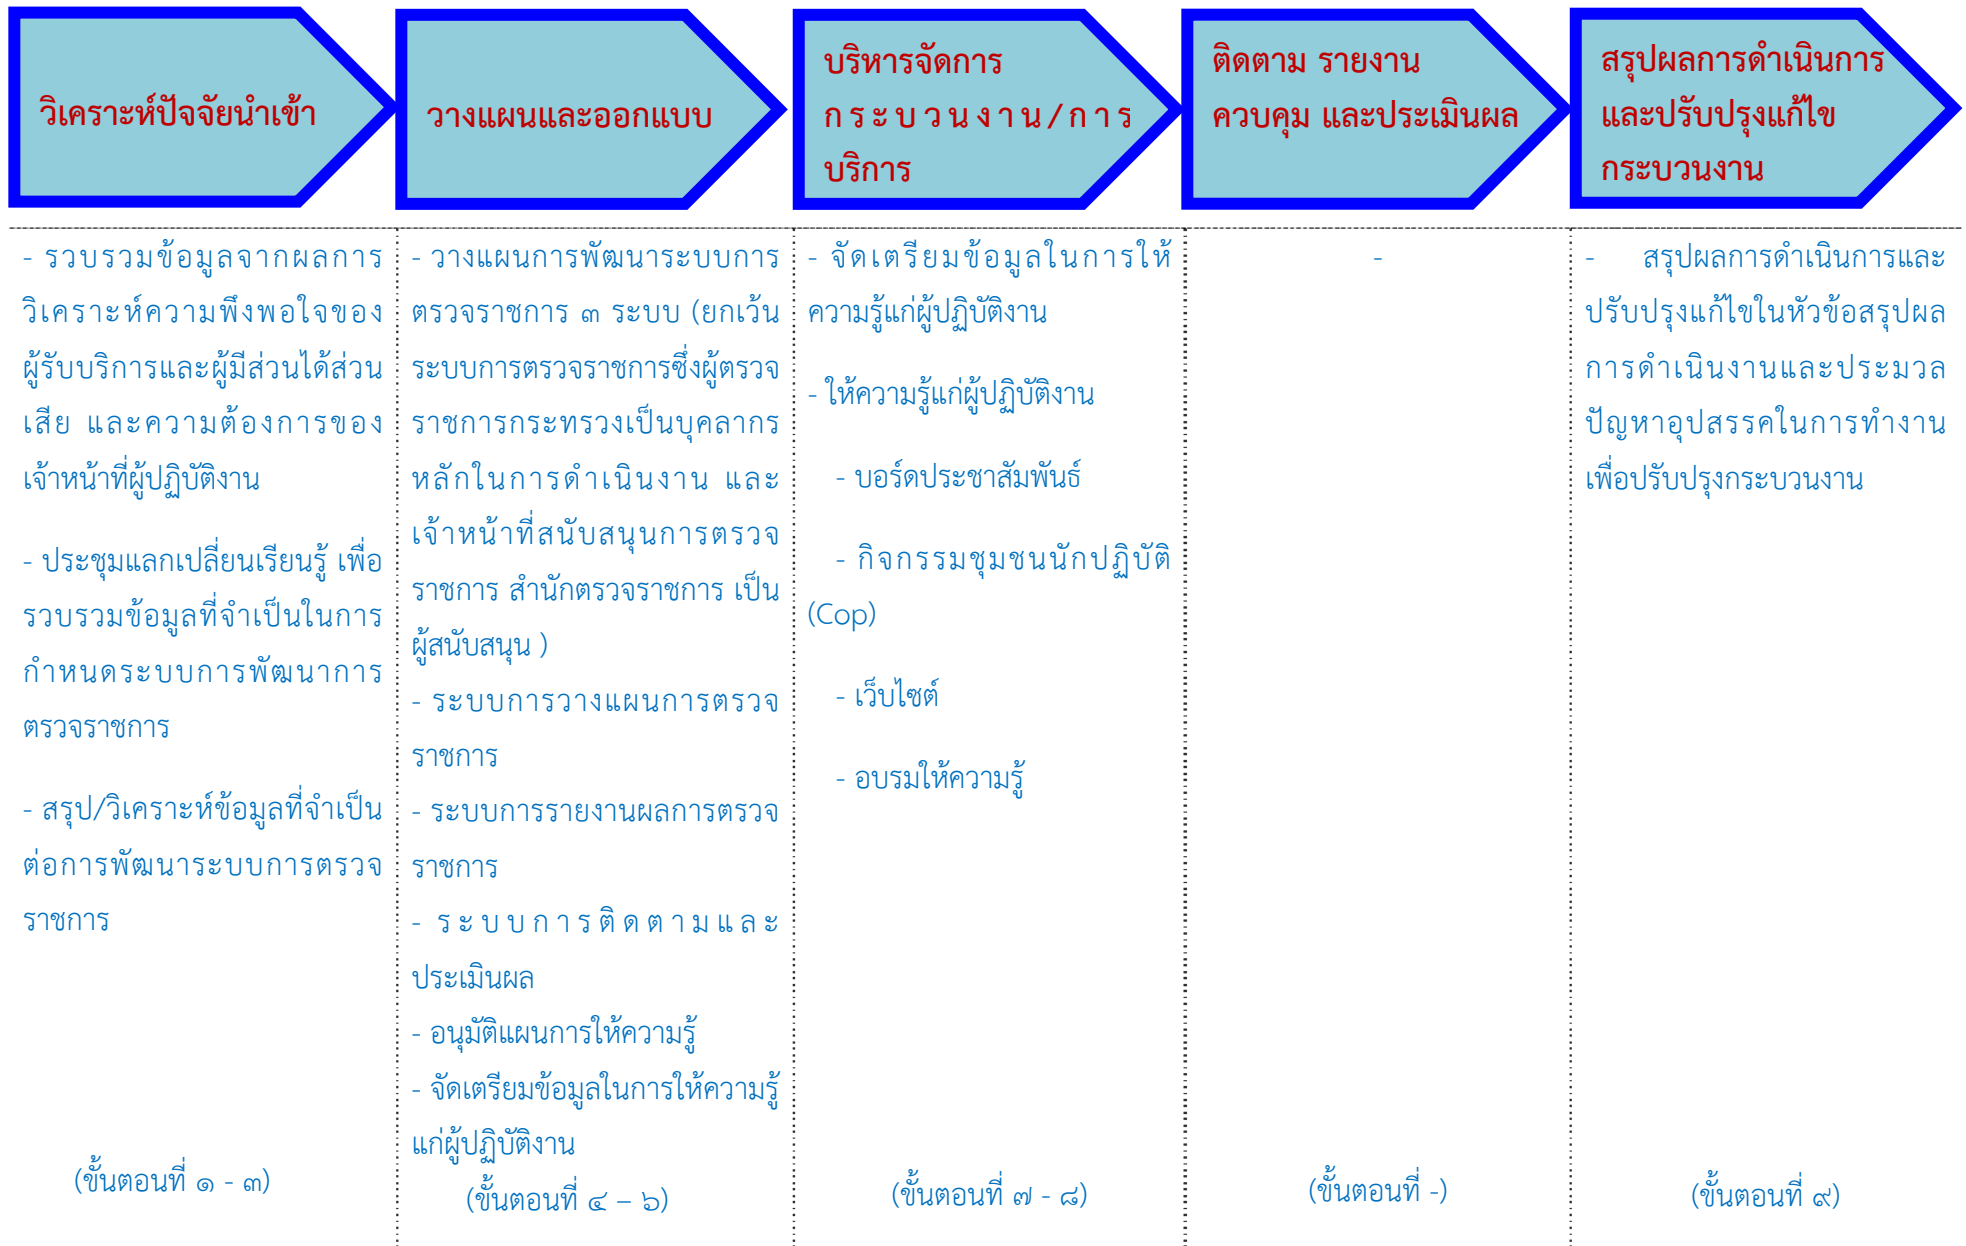 วิเคราะห์ปัจจัยนำเข้า
วางแผนและออกแบบ
บริหารจัดการ
กระบวนงาน/การ
บริการ
ติดตาม รายงาน
ควบคุม และประเมินผล
สรุปผลการดำเนินการ
และปรับปรุงแก้ไข
กระบวนงาน
- รวบรวมข้อมูลจากผลการ
วิเคราะห์ความพึงพอใจของ
ผู้รับบริการและผู้มีส่วนได้ส่วน
เสีย และความต้องการของ
เจ้าหน้าที่ผู้ปฏิบัติงาน
- ประชุมแลกเปลี่ยนเรียนรู้ เพื่อ
รวบรวมข้อมูลที่จำเป็นในการ
กำหนดระบบการพัฒนาการ
ตรวจราชการ
- สรุป/วิเคราะห์ข้อมูลที่จำเป็น
ต่อการพัฒนาระบบการตรวจ
ราชการ
(ขั้นตอนที่ ๑ - ๓)
- วางแผนการพัฒนาระบบการ
ตรวจราชการ ๓ ระบบ (ยกเว้น
ระบบการตรวจราชการซึ่งผู้ตรวจ
ราชการกระทรวงเป็นบุคลากร
หลักในการดำเนินงาน และ
เจ้าหน้าที่สนับสนุนการตรวจ
ราชการ สำนักตรวจราชการ เป็น
ผู้สนับสนุน )
- ระบบการวางแผนการตรวจ
ราชการ
- ระบบการรายงานผลการตรวจ
ราชการ
- ระบบการติดตามและ
ประเมินผล
- อนุมัติแผนการให้ความรู้
- จัดเตรียมข้อมูลในการให้ความรู้
แก่ผู้ปฏิบัติงาน
(ขั้นตอนที่ ๔ – ๖)
- จัดเตรียมข้อมูลในการให้
ความรู้แก่ผู้ปฏิบัติงาน
- ให้ความรู้แก่ผู้ปฏิบัติงาน
- บอร์ดประชาสัมพันธ์
- กิจกรรมชุมชนนักปฏิบัติ
(Cop)
- เว็บไซต์
- อบรมให้ความรู้
(ขั้นตอนที่ ๗ - ๘)
-
(ขั้นตอนที่ -)
- สรุปผลการดำเนินการและ
ปรับปรุงแก้ไขในหัวข้อสรุปผล
การดำเนินงานและประมวล
ปัญหาอุปสรรคในการทำงาน
เพื่อปรับปรุงกระบวนงาน
(ขั้นตอนที่ ๙)